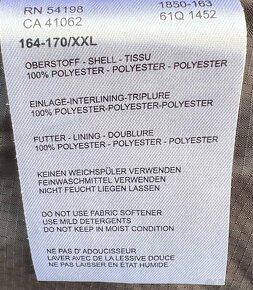 RN 54198 1850-163
CA 41062 61Q 1452
164-170/XXL
OBERSTOFF - SHELL - TISSU
100% POLYESTER - POLYESTER - POLYESTER
EINLAGE-INTERLINING-TRIPLURE
100% POLYESTER-POLYESTER-POLYESTER
FUTTER - LINING - DOUBLURE
100% POLYESTER - POLYESTER - POLYESTER
KEINEN WEICHSPÜLER VERWENDEN
FEINWASCHMITTEL VERWENDEN
NICHT FEUCHT LIEGEN LASSEN
DO NOT USE FABRIC SOFTENER
USE MILD DETERGENTS
DO NOT KEEP IN MOIST CONDITION
NE PAS D' ADOUCISSEUR
LAVER AVEC DE LA LESSIVE DOUCE
NE PAS LAISSEN EN ÉTAT HUMIDE